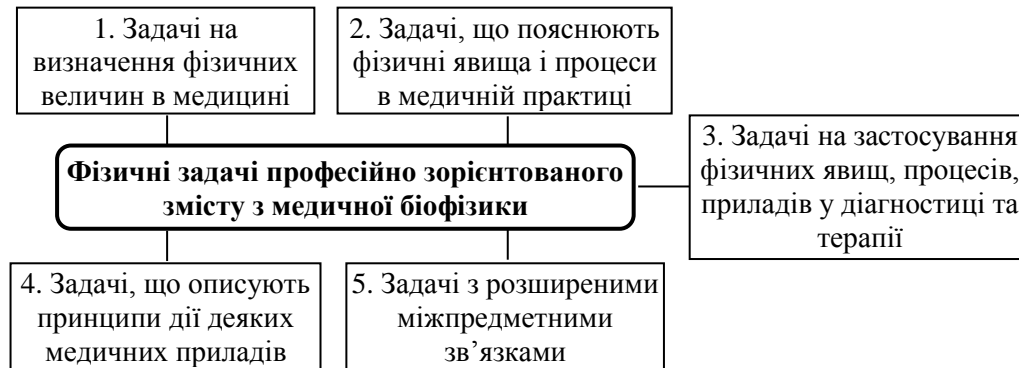 1. Задачі на
визначення фізичних
величин в медицині
2. Задачі, що пояснюють
фізичні явища і процеси
в медичній практиці
3. Задачі на застосування
фізичних явищ, процесів,
приладів у діагностиці та
терапії
Фізичні задачі професійно зорієнтованого
змісту з медичної біофізики
4. Задачі, що описують
принципи дії деяких
медичних приладів
5. Задачі з розширеними
міжпредметними
зв’язками